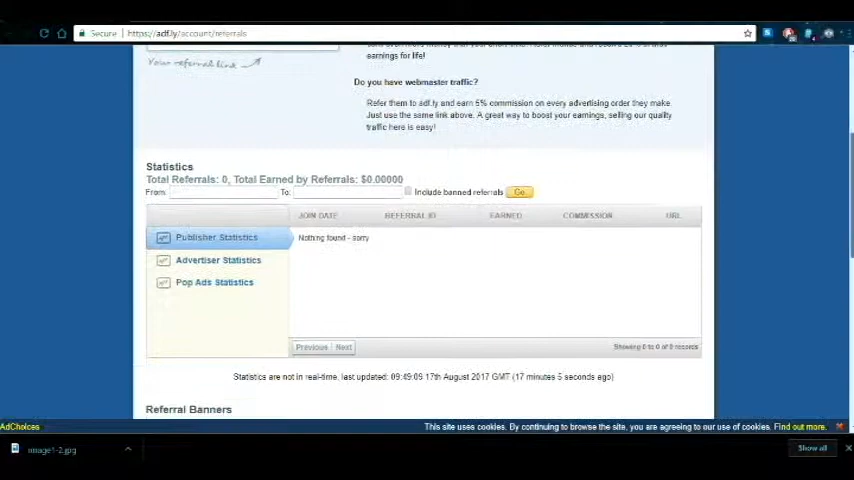 Secure https://adf.ly/account/referrals
earnings for life!
Your referral link
Do you have webmaster traffic?
Refer them to adf.ly and earn 5% commission on every advertising order they make.
Just use the same link above. A great way to boost your earnings, selling our quality
traffic here is easy!
Statistics
Total Referrals: 0, Total Earned by Referrals: $0.00000
From: To: Include banned referrals Go
JOIN DATE REFERRAL ID EARNED COMMISSION URL
Publisher Statistics Nothing found - sorry
Advertiser Statistics
Pop Ads Statistics
Previous Next Showing 0 to 0 of 0 records
Statistics are not in real-time, last updated: 09:49:09 17th August 2017 GMT (17 minutes 5 seconds ago)
Referral Banners
AdChoices This site uses cookies. By continuing to browse the site, you are agreeing to our use of cookies. Find out more.
image1-2.jpg Show all